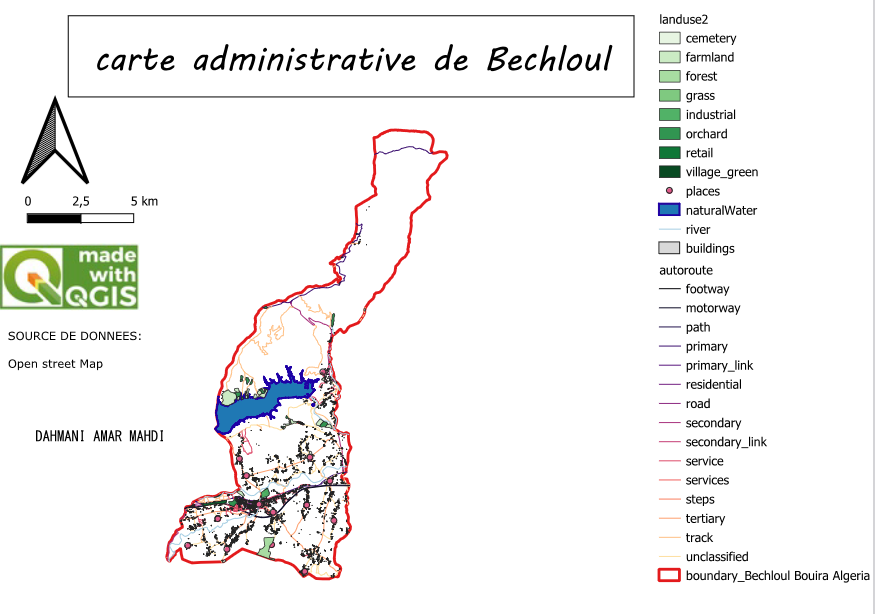 carte administrative de Bechloul
0 2,5 5 km
made
with
QGIS
SOURCE DE DONNEES:
Open street Map
DAHMANI AMAR MAHDI
landuse2
cemetery
farmland
forest
grass
industrial
orchard
retail
village_green
places
naturalWater
river
buildings
autoroute
footway
motorway
path
primary
primary_link
residential
road
secondary
secondary_link
service
services
steps
tertiary
track
unclassified
boundary_Bechloul Bouira Algeria